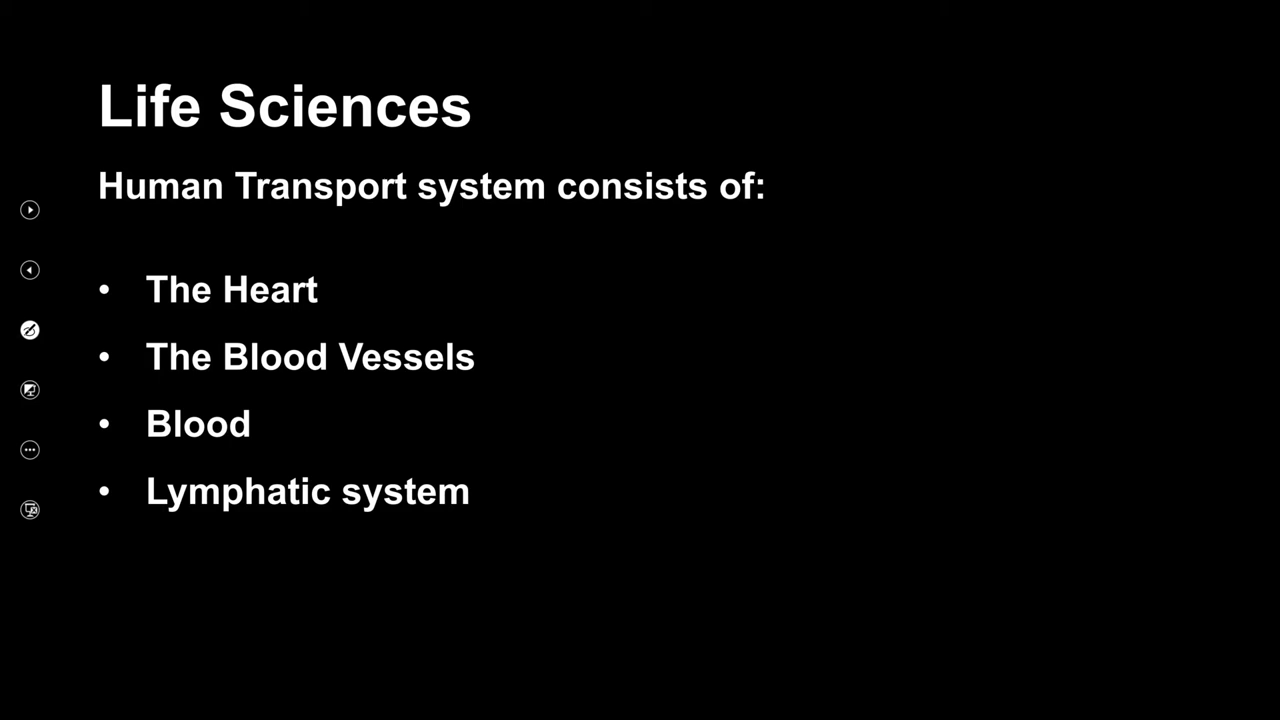 Life Sciences
Human Transport system consists of:
• The Heart
• The Blood Vessels
• Blood
• Lymphatic system